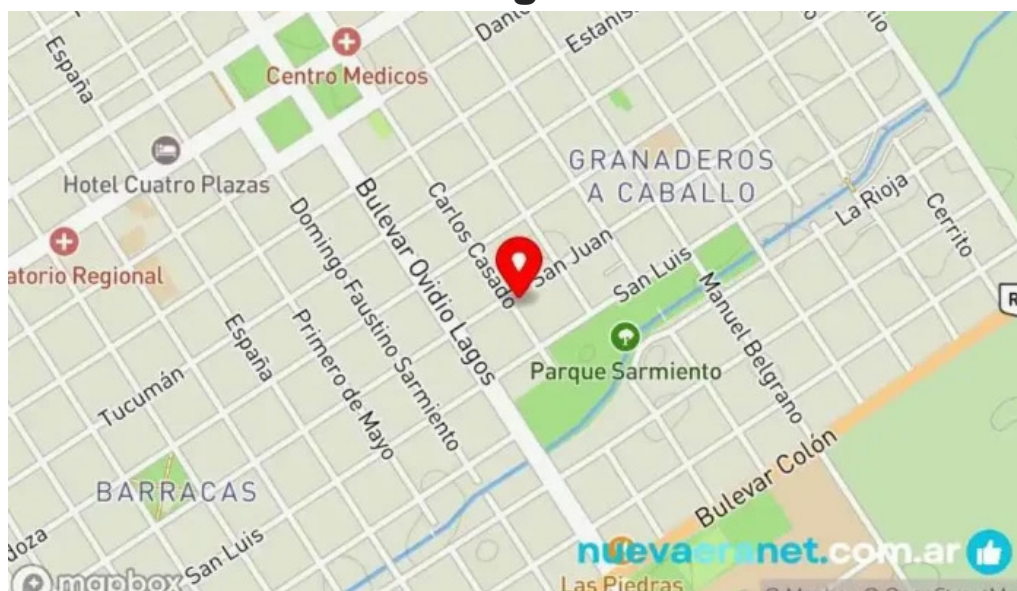 España
Centro Medicos
Hotel Cuatro Plazas
GRANADEROS
A CABALLO
La Rioja
Cerrito
Carlos Casado
San Juan
San Luis
Bulevar Ovidio Lagos
Domingo Faustino Sarmiento
Manuel Belgrano
Regional
Parque Sarmiento
España
Primero de Mayo
Tucumán
Bulevar Colón
BARRACAS
San Luis
nuevaeranet.com.ar
mapbox
Las Piedras